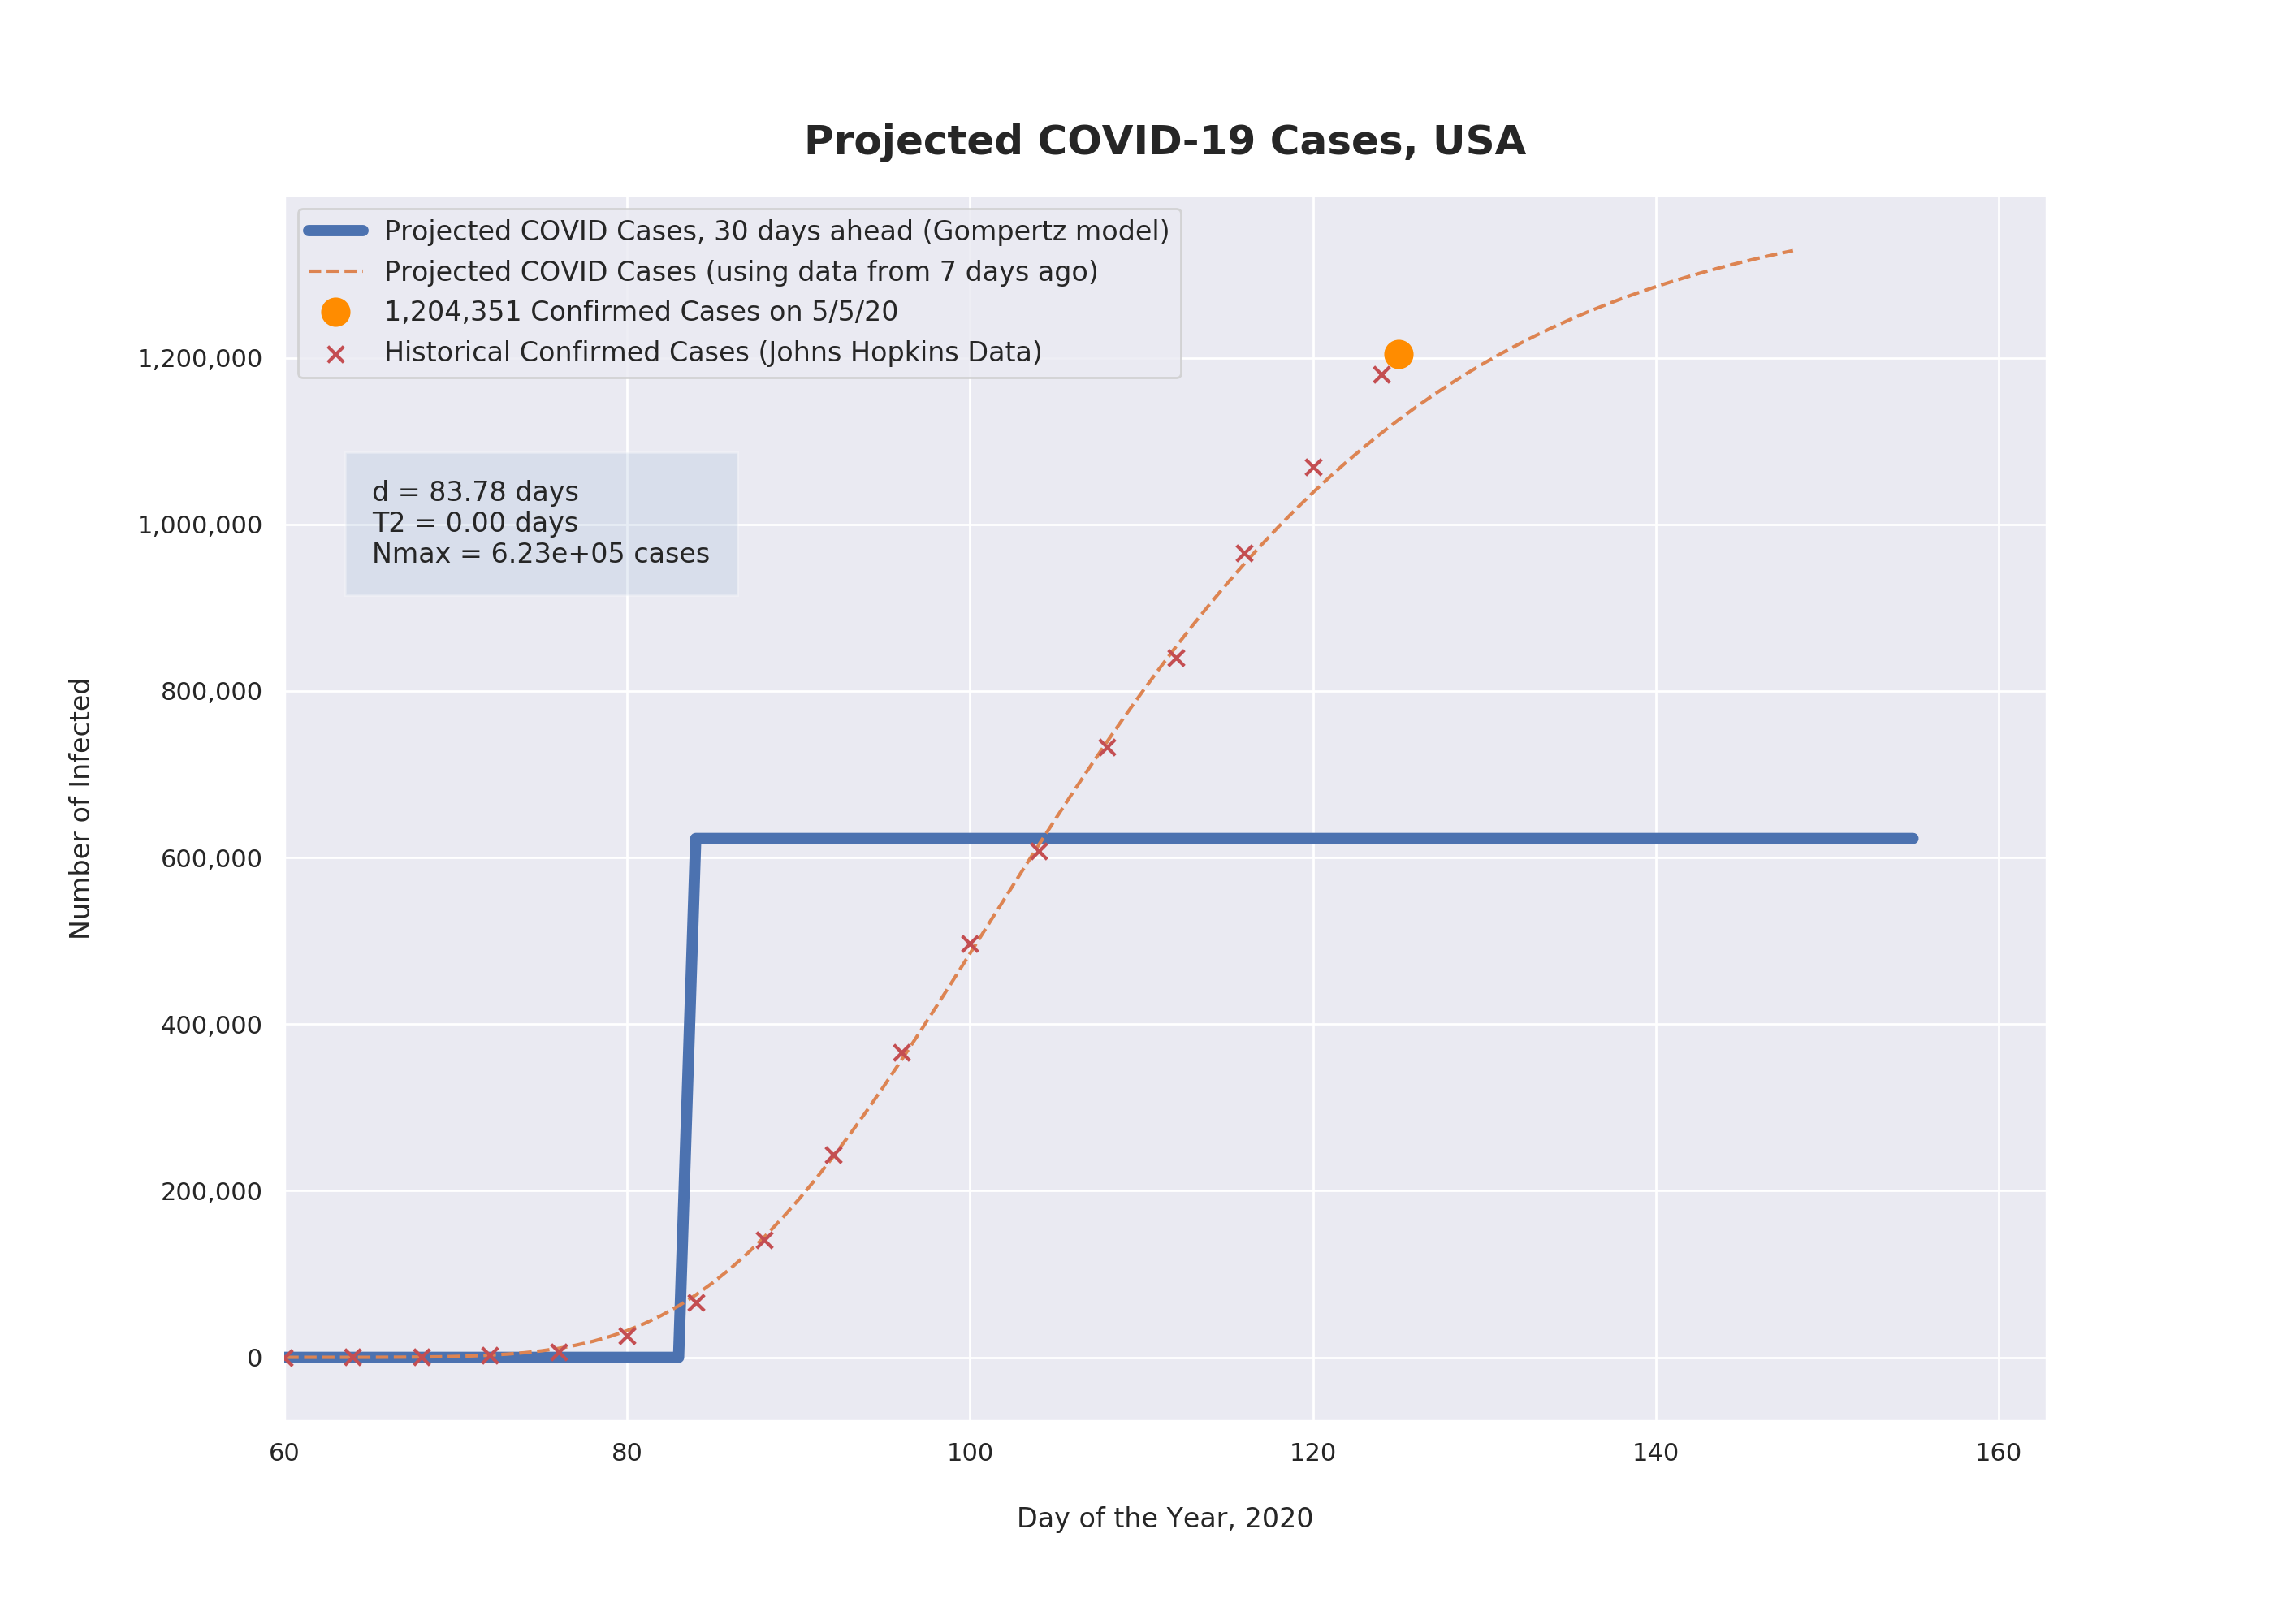 Projected COVID-19 Cases, USA
Projected COVID Cases, 30 days ahead (Gompertz model)
Projected COVID Cases (using data from 7 days ago)
1,204,351 Confirmed Cases on 5/5/20
Historical Confirmed Cases (Johns Hopkins Data)
d = 83.78 days
T2 = 0.00 days
Nmax = 6.23e+05 cases
Number of Infected
1,200,000
1,000,000
800,000
600,000
400,000
200,000
0
60 80 100 120 140 160
Day of the Year, 2020